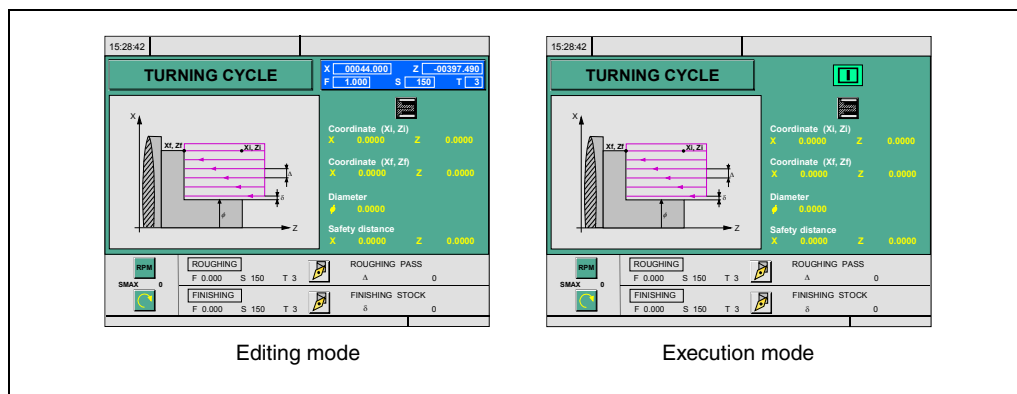 15:28:42
TURNING CYCLE
X 00044.000 Z -00397.490
F 1.000 S 150 T 3
X
Xf, Zf Xi, Zi
Δ
δ
ϕ
Z
Coordinate (Xi, Zi)
X 0.0000 Z 0.0000
Coordinate (Xf, Zf)
X 0.0000 Z 0.0000
Diameter
ϕ 0.0000
Safety distance
X 0.0000 Z 0.0000
RPM
SMAX 0
ROUGHING
F 0.000 S 150 T 3
ROUGHING PASS
Δ 0
FINISHING
F 0.000 S 150 T 3
FINISHING STOCK
δ 0
Editing mode
15:28:42
TURNING CYCLE
X
Xf, Zf Xi, Zi
Δ
δ
ϕ
Z
Coordinate (Xi, Zi)
X 0.0000 Z 0.0000
Coordinate (Xf, Zf)
X 0.0000 Z 0.0000
Diameter
ϕ 0.0000
Safety distance
X 0.0000 Z 0.0000
RPM
SMAX 0
ROUGHING
F 0.000 S 150 T 3
ROUGHING PASS
Δ 0
FINISHING
F 0.000 S 150 T 3
FINISHING STOCK
δ 0
Execution mode